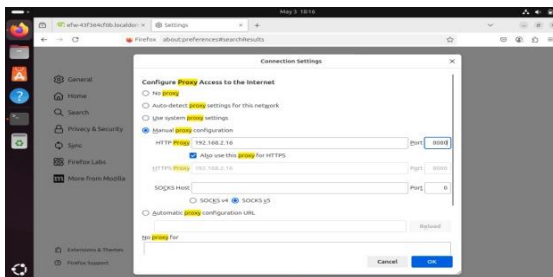 May 3 18:16
Settings
Firefox about:preferences#searchResults
Connection Settings
General
Home
Search
Privacy & Security
Sync
Firefox Labs
More from Mozilla
Extensions & Themes
Firefox Support
Configure Proxy Access to the Internet
No proxy
Auto-detect proxy settings for this network
Use system proxy settings
Manual proxy configuration
HTTP Proxy 192.168.2.16 Port 8080
Also use this proxy for HTTPS
HTTPS Proxy 192.168.2.16 Port 8080
SOCKS Host Port 0
SOCKS v4 SOCKS v5
Automatic proxy configuration URL
Reload
No proxy for
Cancel OK